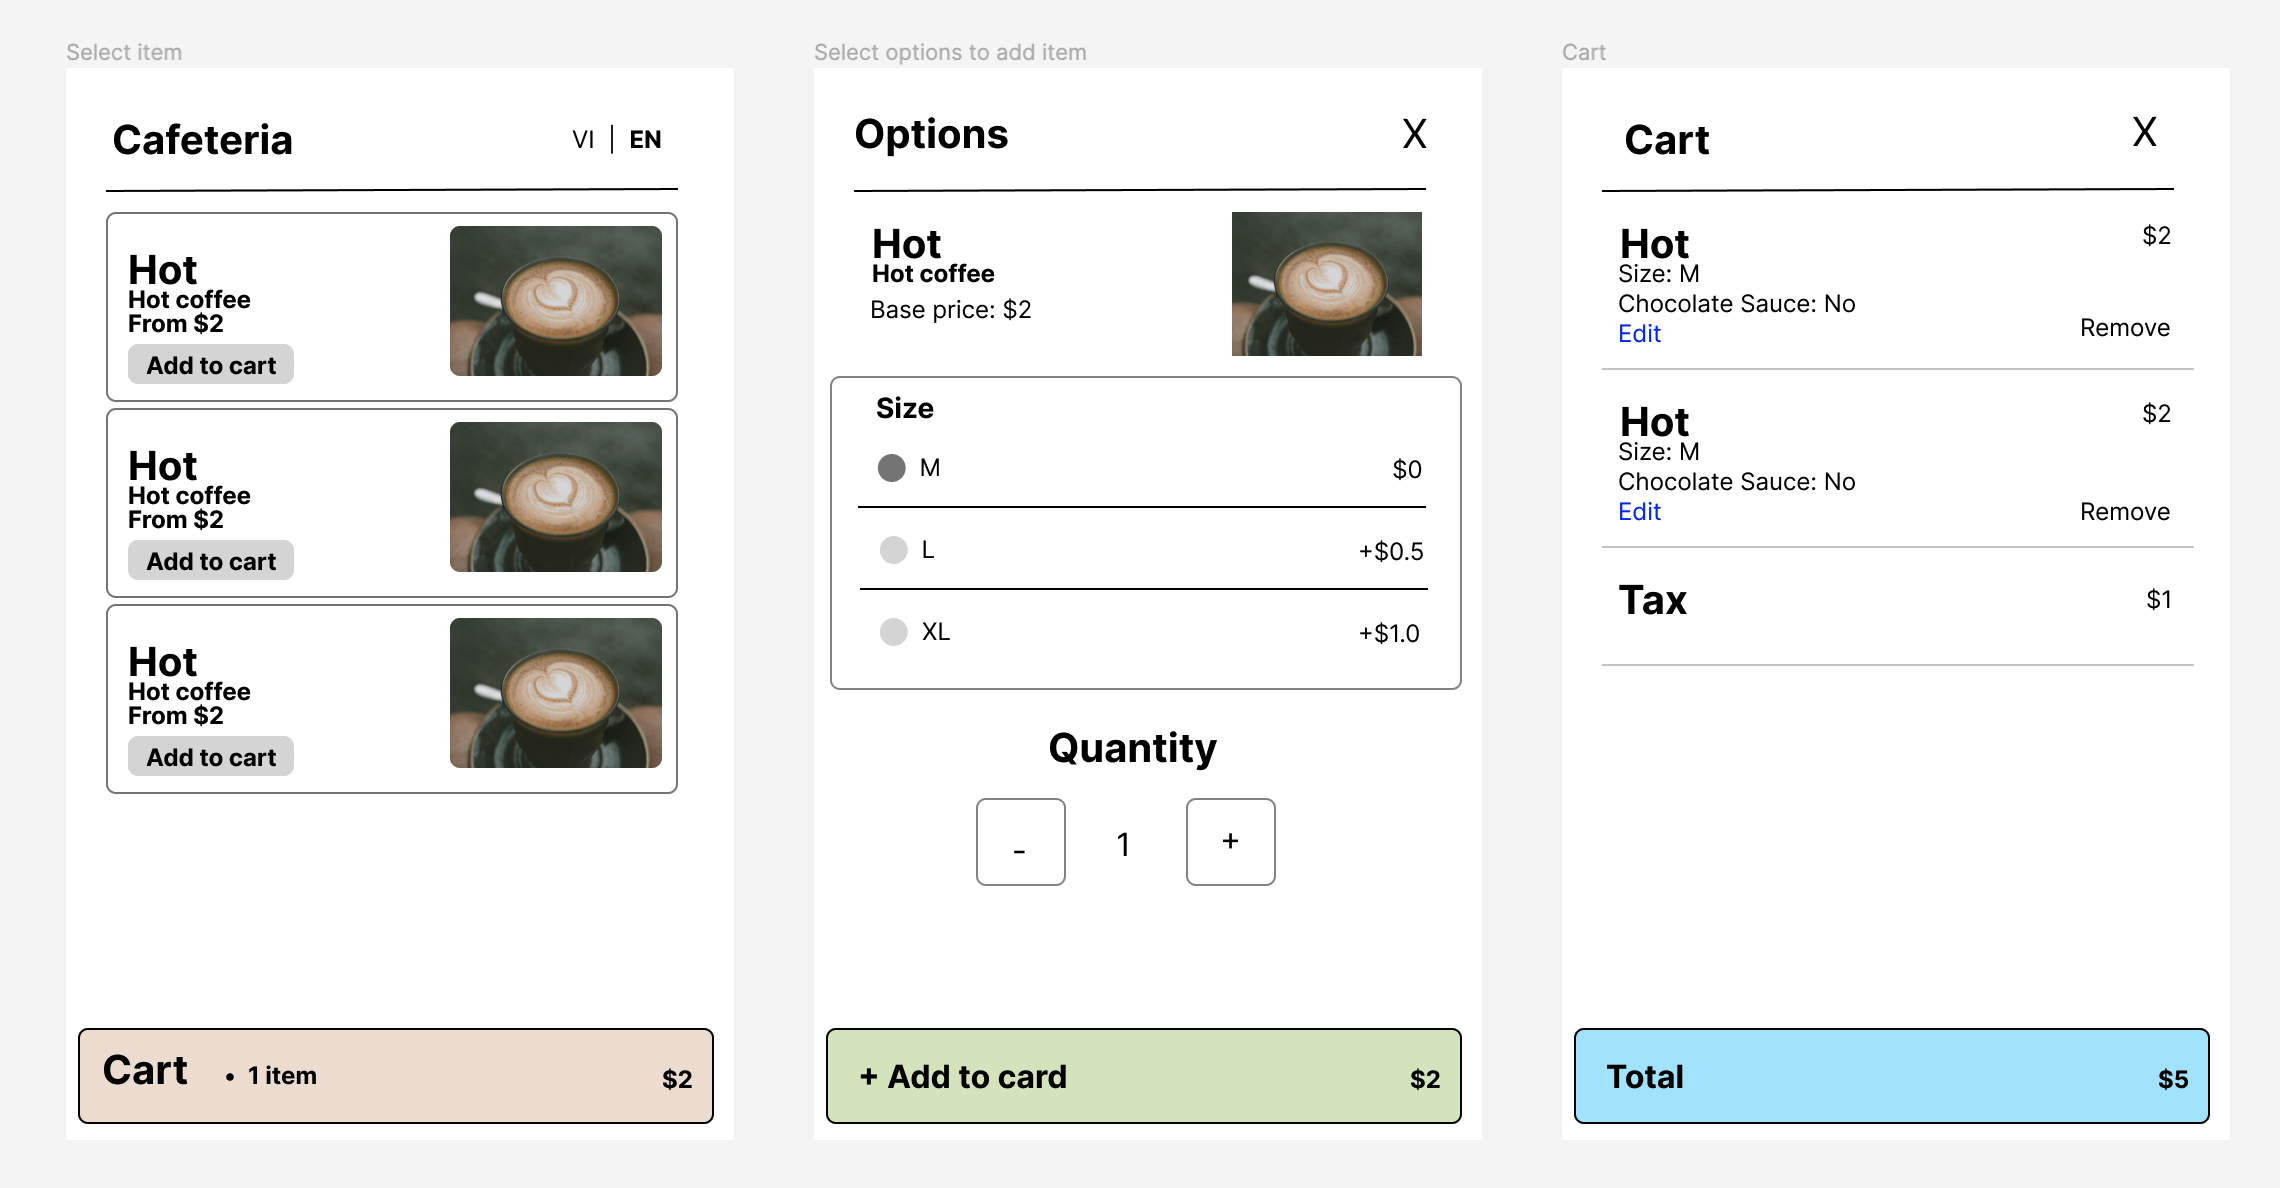 Select item
Cafeteria
VI | EN
Hot
Hot coffee
From $2
Add to cart
Hot
Hot coffee
From $2
Add to cart
Hot
Hot coffee
From $2
Add to cart
Cart • 1 item $2
Select options to add item
Options X
Hot
Hot coffee
Base price: $2
Size
M $0
L +$0.5
XL +$1.0
Quantity
- 1 +
+ Add to card $2
Cart
Cart X
Hot $2
Size: M
Chocolate Sauce: No
Edit Remove
Hot $2
Size: M
Chocolate Sauce: No
Edit Remove
Tax $1
Total $5